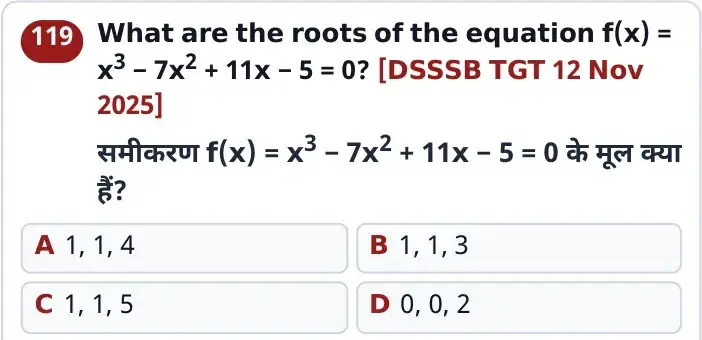 119 What are the roots of the equation f(x) =
x³ − 7x² + 11x − 5 = 0? [DSSSB TGT 12 Nov
2025]
समीकरण f(x) = x³ − 7x² + 11x − 5 = 0 के मूल क्या
हैं?
A 1, 1, 4
B 1, 1, 3
C 1, 1, 5
D 0, 0, 2